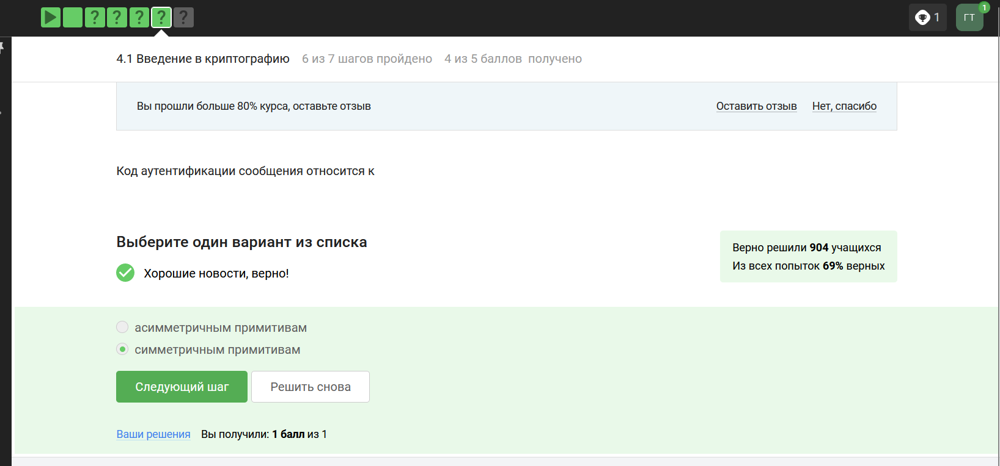 ? ? ? ? ?
1
ГТ
1
4.1 Введение в криптографию 6 из 7 шагов пройдено 4 из 5 баллов получено
Вы прошли больше 80% курса, оставьте отзыв Оставить отзыв Нет, спасибо
Код аутентификации сообщения относится к
Выберите один вариант из списка
Верно решили 904 учащихся
Из всех попыток 69% верных
Хорошие новости, верно!
асимметричным примитивам
симметричным примитивам
Следующий шаг Решить снова
Ваши решения Вы получили: 1 балл из 1